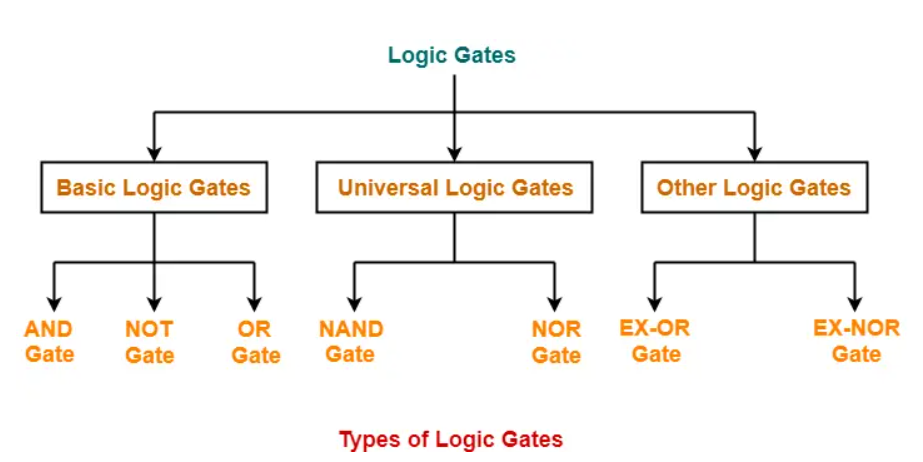 Logic Gates
Basic Logic Gates
Universal Logic Gates
Other Logic Gates
AND
Gate
NOT
Gate
OR
Gate
NAND
Gate
NOR
Gate
EX-OR
Gate
EX-NOR
Gate
Types of Logic Gates